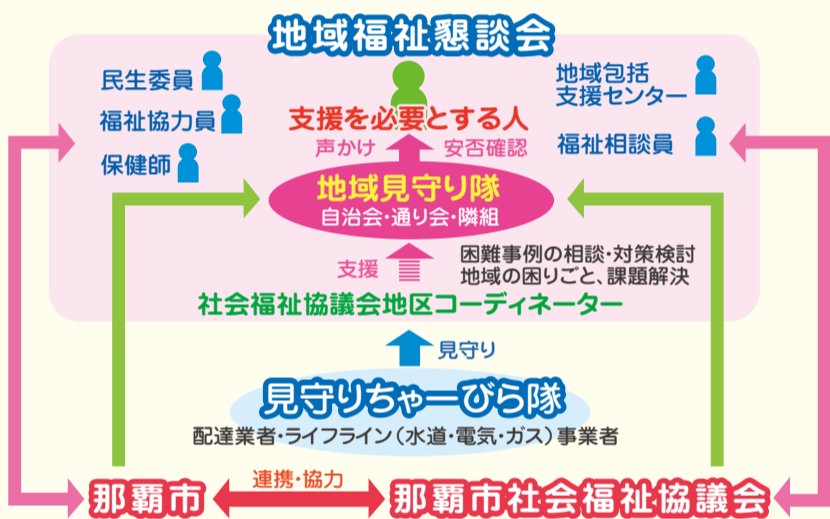 地域福祉懇談会
民生委員
福祉協力員
保健師
地域包括
支援センター
福祉相談員
支援を必要とする人
声かけ
安否確認
地域見守り隊
自治会・通り会・隣組
支援
困難事例の相談・対策検討
地域の困りごと、課題解決
社会福祉協議会地区コーディネーター
見守り
見守りちゃーびら隊
配達業者・ライフライン(水道・電気・ガス)事業者
那覇市
連携・協力
那覇市社会福祉協議会